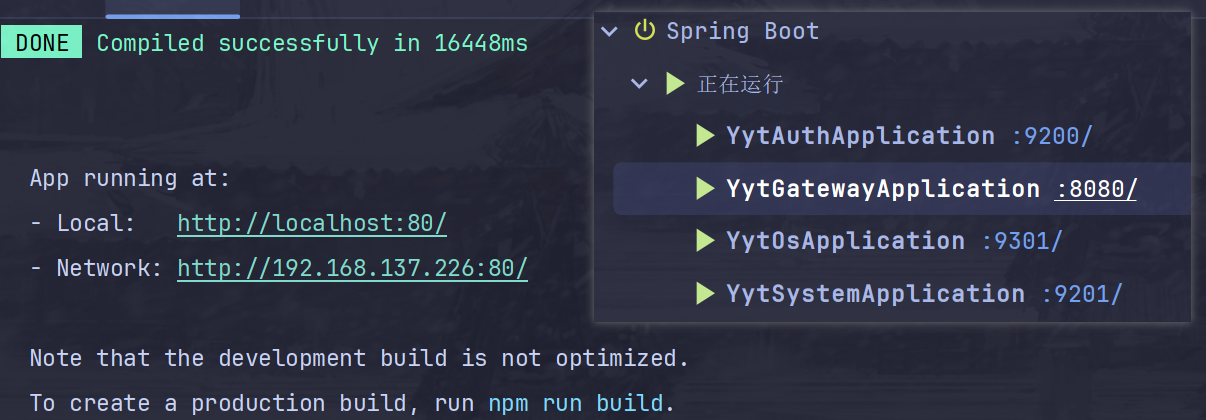 DONE Compiled successfully in 16448ms
App running at:
- Local: http://localhost:80/
- Network: http://192.168.137.226:80/
Note that the development build is not optimized.
To create a production build, run npm run build.
Spring Boot
正在运行
YytAuthApplication :9200/
YytGatewayApplication :8080/
YytOsApplication :9301/
YytSystemApplication :9201/